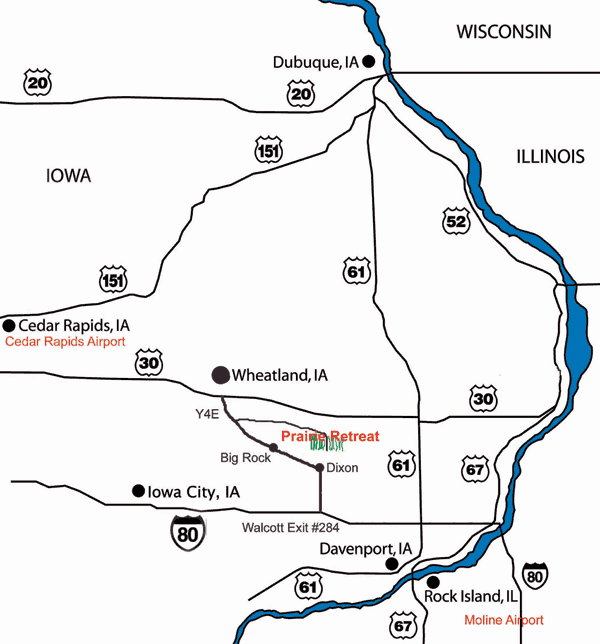 WISCONSIN
Dubuque, IA
20
20
151
ILLINOIS
IOWA
52
61
151
Cedar Rapids, IA
Cedar Rapids Airport
30
Wheatland, IA
30
Y4E
Prairie Retreat
Big Rock
Dixon
61
67
Iowa City, IA
80
Walcott Exit #284
Davenport, IA
61
80
Rock Island, IL
67
Moline Airport